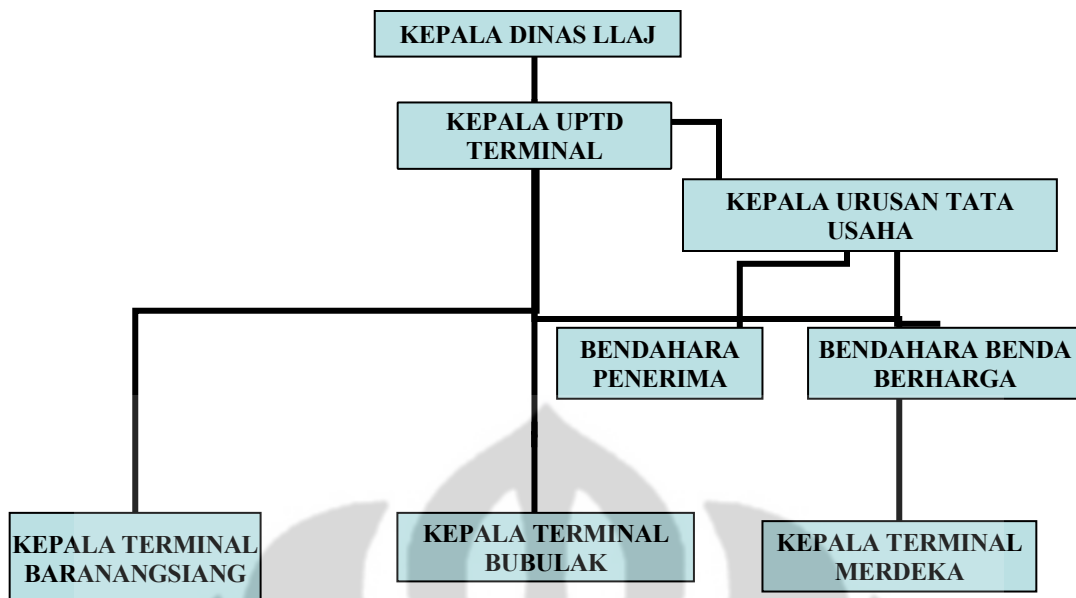 KEPALA DINAS LLAJ
KEPALA UPTD
TERMINAL
KEPALA URUSAN TATA
USAHA
BENDAHARA
PENERIMA
BENDAHARA BENDA
BERHARGA
KEPALA TERMINAL
BARANANGSIANG
KEPALA TERMINAL
BUBULAK
KEPALA TERMINAL
MERDEKA